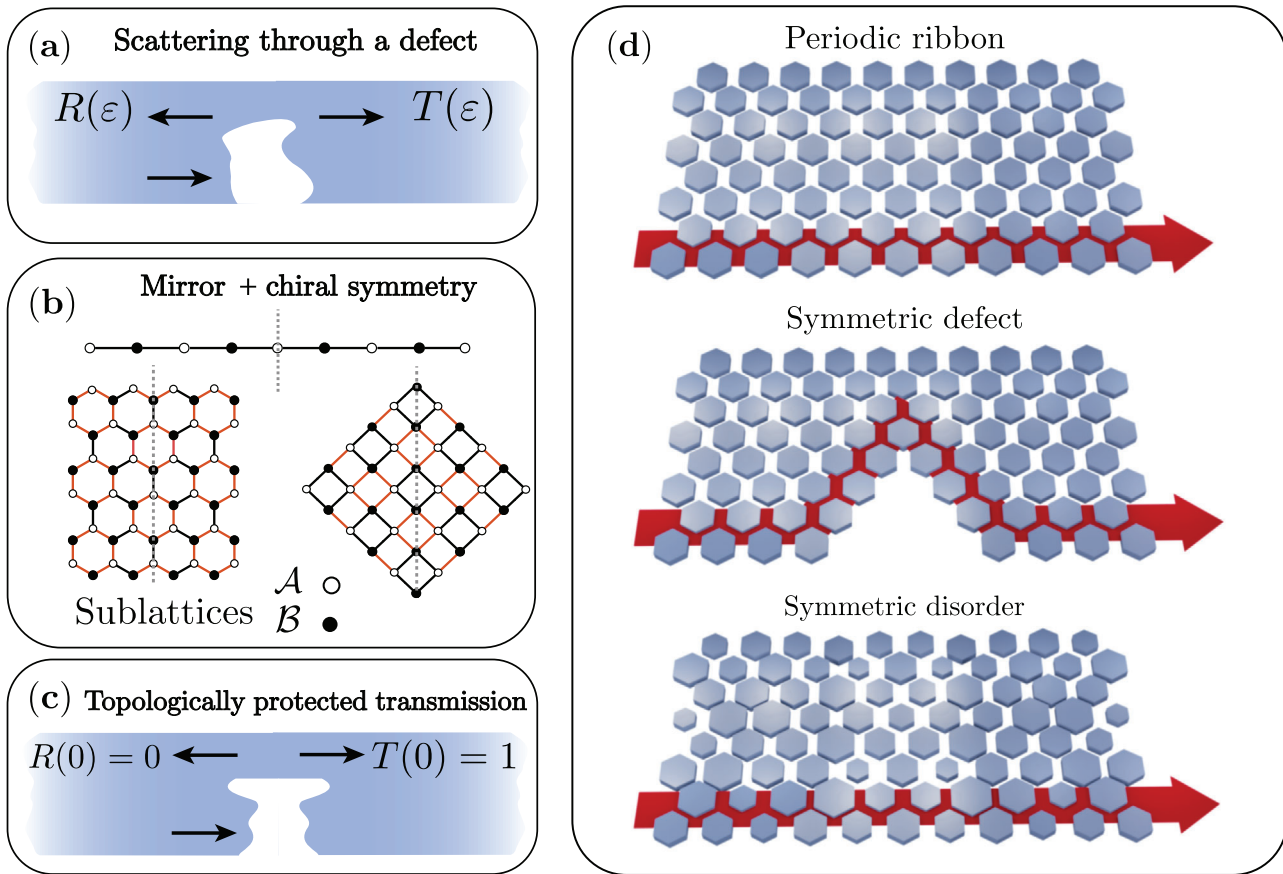 (a) Scattering through a defect
R(ε) T(ε)
(b) Mirror + chiral symmetry
𝒜
Sublattices
ℬ
(c) Topologically protected transmission
R(0) = 0 T(0) = 1
(d) Periodic ribbon
Symmetric defect
Symmetric disorder